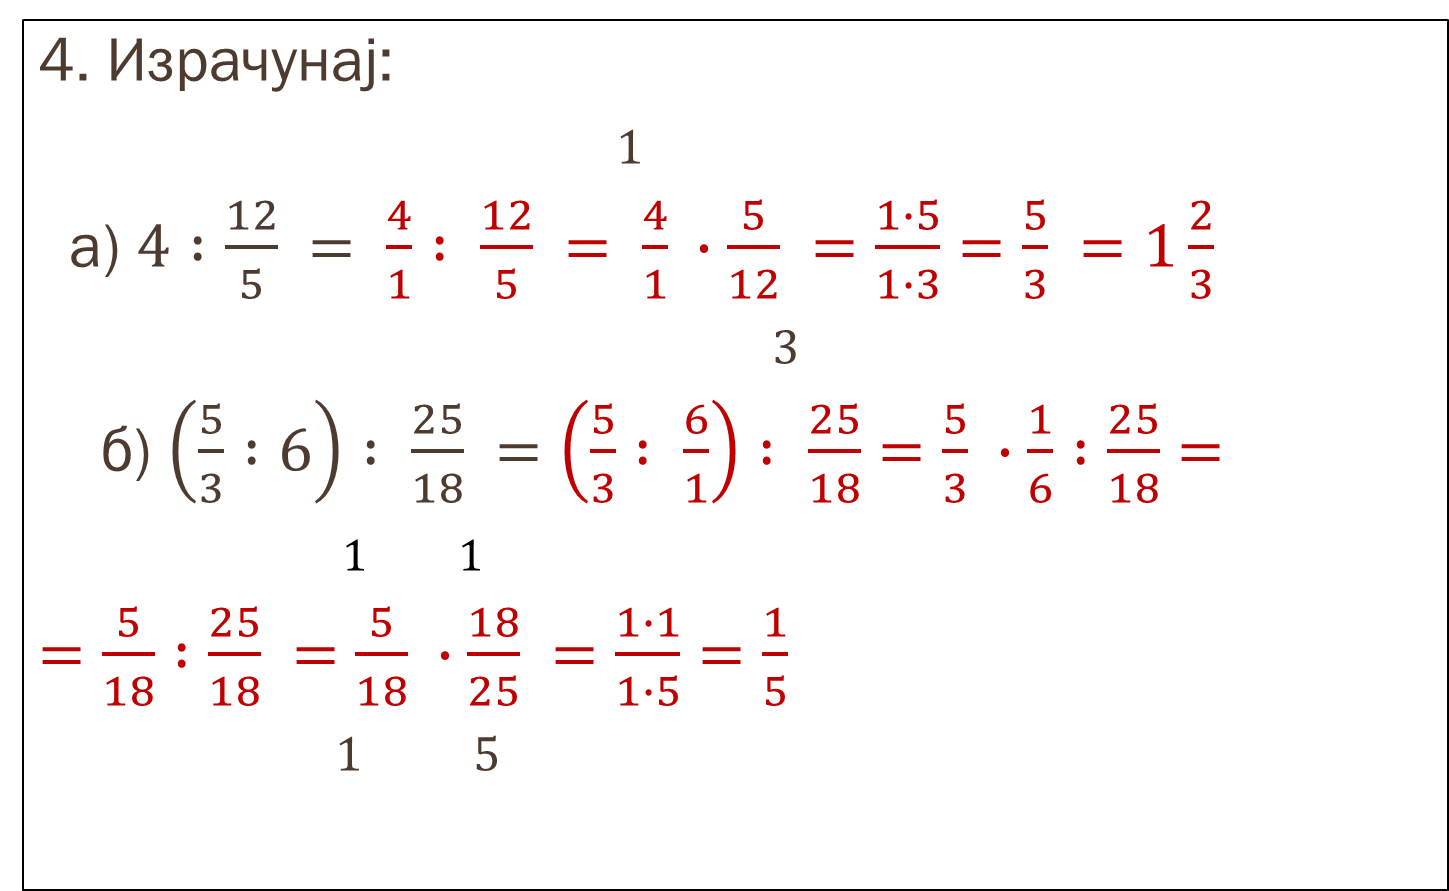 4. Израчунај:
1
а) 4 : 12/5 = 4/1 : 12/5 = 4/1 · 5/12 = 1·5/1·3 = 5/3 = 1 2/3
3
б) (5/3 : 6) : 25/18 = (5/3 : 6/1) : 25/18 = 5/3 · 1/6 : 25/18 =
1 1
= 5/18 : 25/18 = 5/18 · 18/25 = 1·1/1·5 = 1/5
1 5